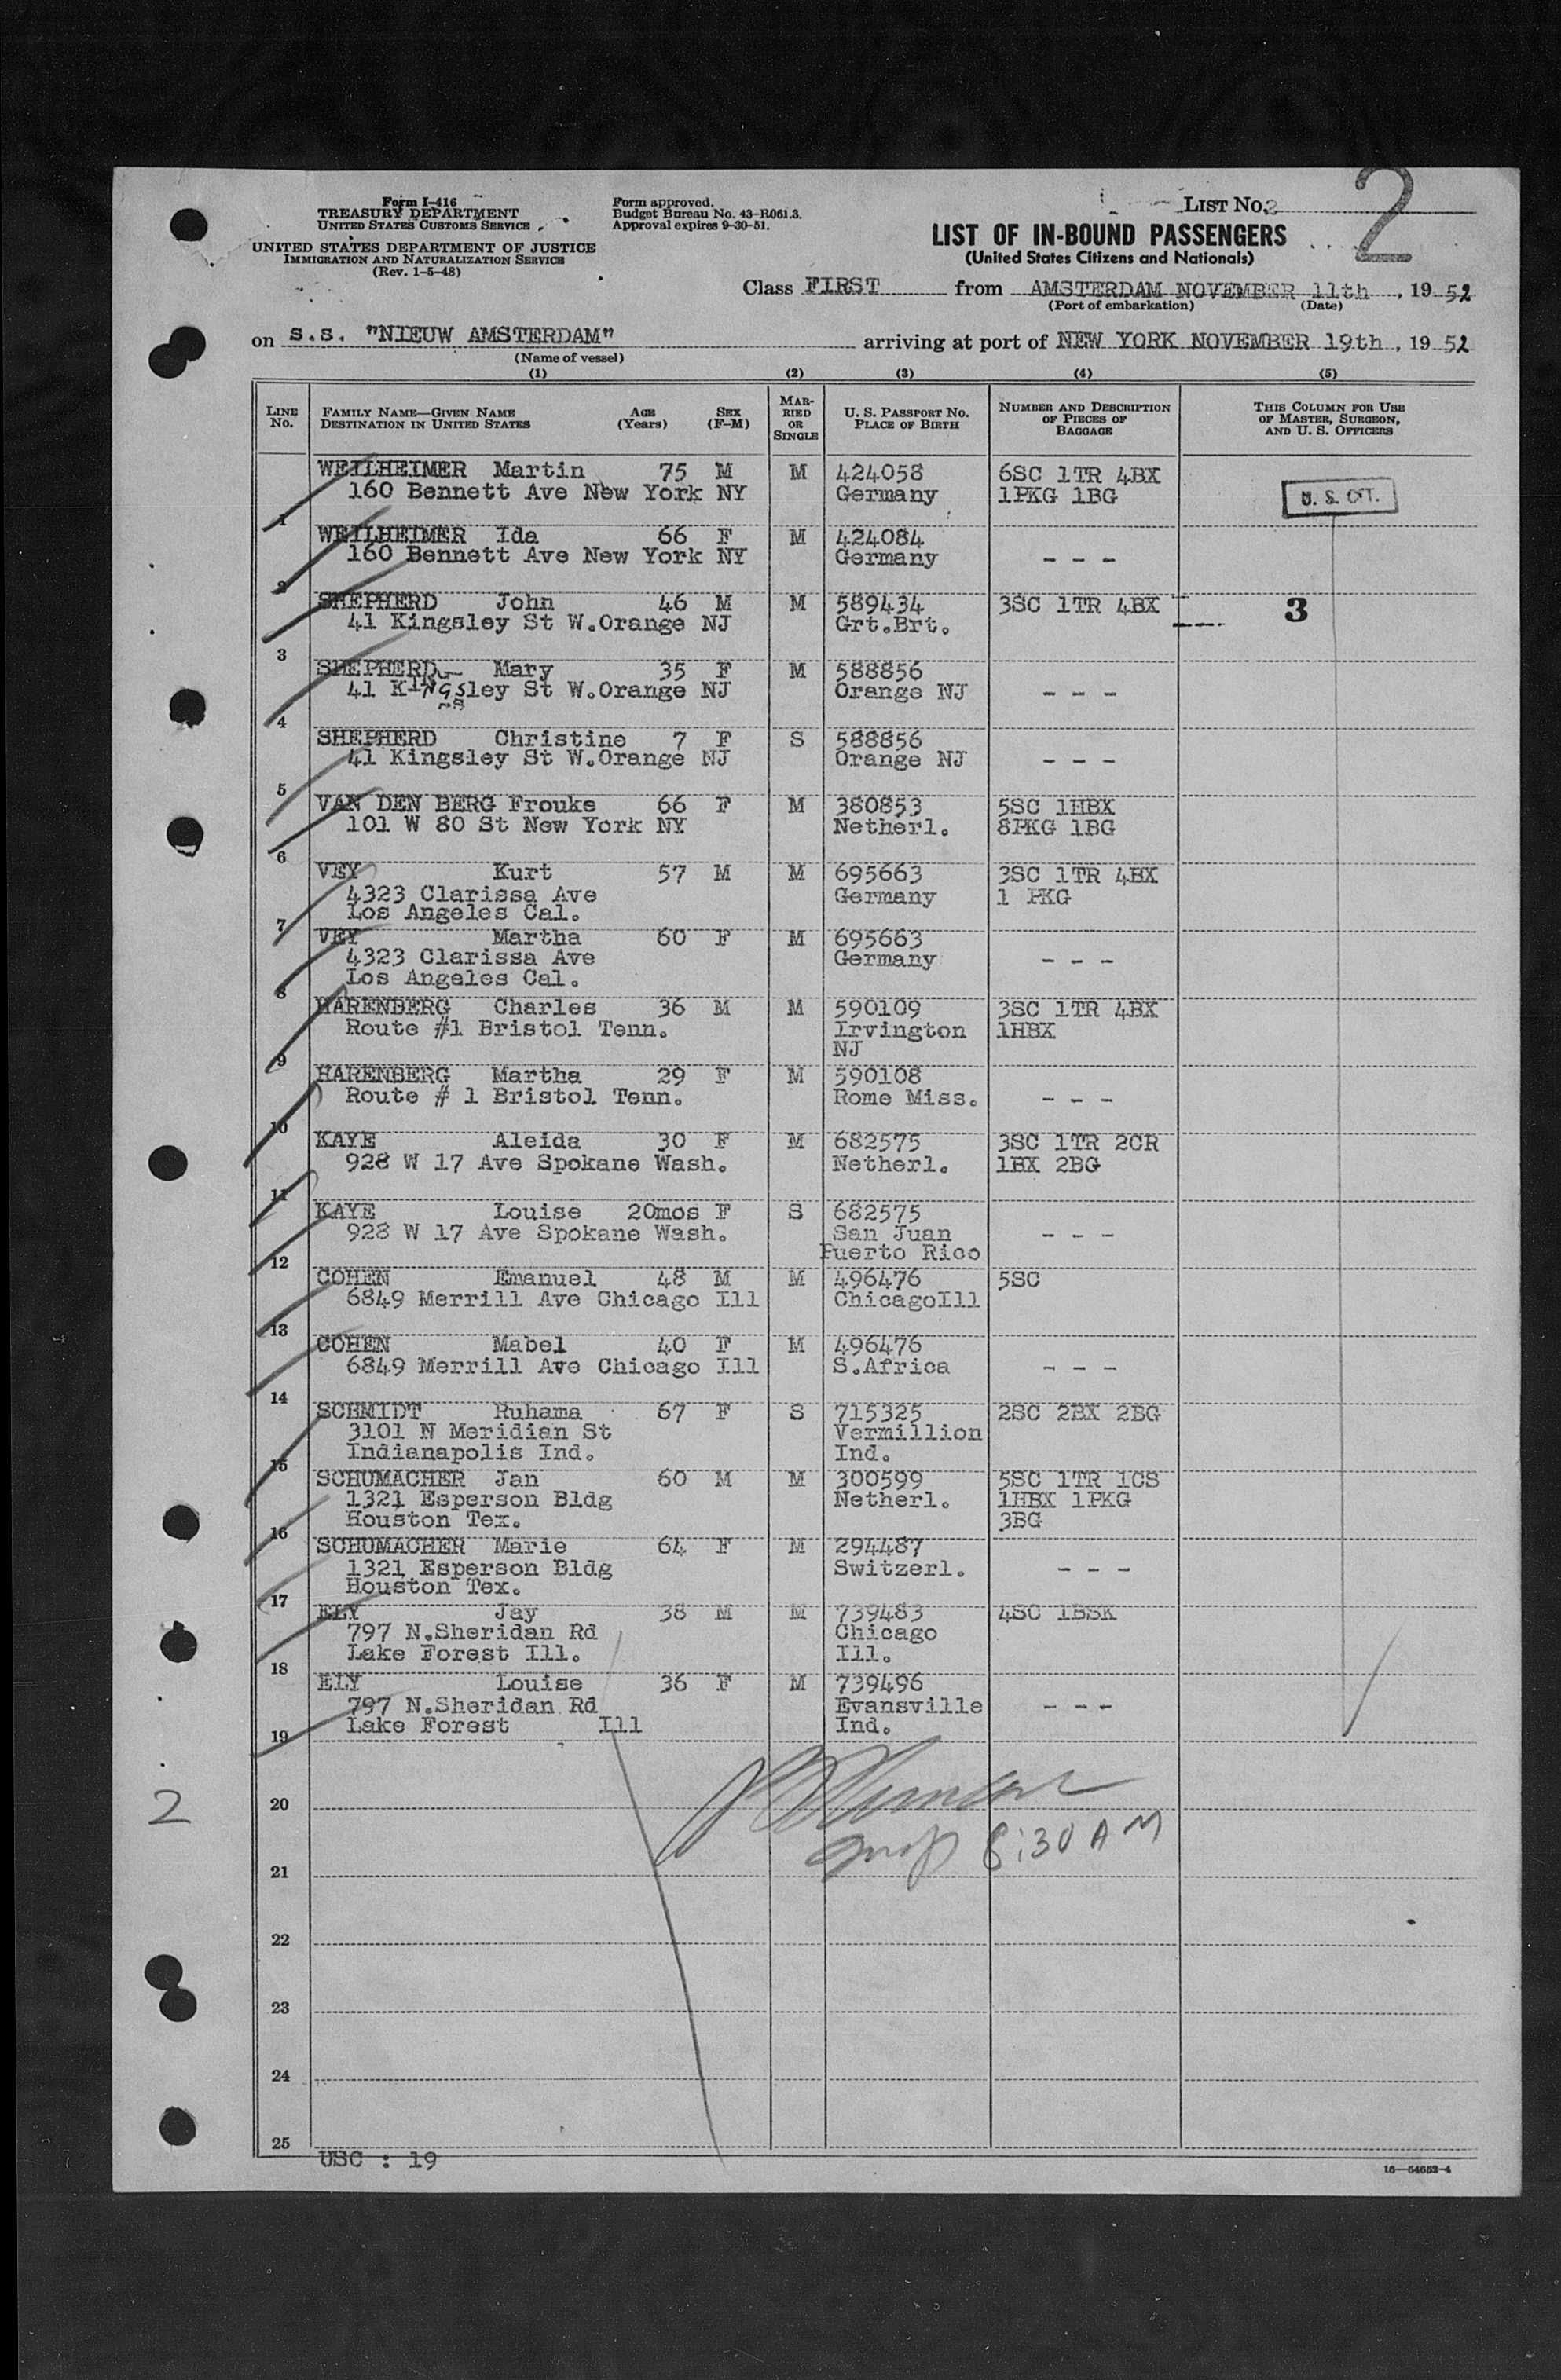 Form I-416
TREASURY DEPARTMENT
UNITED STATES CUSTOMS SERVICE
UNITED STATES DEPARTMENT OF JUSTICE
IMMIGRATION AND NATURALIZATION SERVICE
(Rev. 1-5-48)
Form approved.
Budget Bureau No. 43-R061.3.
Approval expires 9-30-51.
LIST No. 2
2
LIST OF IN-BOUND PASSENGERS
(United States Citizens and Nationals)
Class FIRST from AMSTERDAM NOVEMBER 11th, 1952
(Port of embarkation) (Date)
on S.S. "NIEUW AMSTERDAM" arriving at port of NEW YORK NOVEMBER 19th, 1952
(Name of vessel)
(1) (2) (3) (4) (5)
LINE No. FAMILY NAME—GIVEN NAME DESTINATION IN UNITED STATES AGE (Years) SEX (F-M) MARRIED OR SINGLE U. S. PASSPORT No. PLACE OF BIRTH NUMBER AND DESCRIPTION OF PIECES OF BAGGAGE THIS COLUMN FOR USE OF MASTER, SURGEON, AND U. S. OFFICERS
WEILHEIMER Martin 75 M M 424058 6SC 1TR 4BX
160 Bennett Ave New York NY Germany 1PKG 1BG U. S. CIT.
1
WEILHEIMER Ida 66 F M 424084
160 Bennett Ave New York NY Germany - - -
2
SHEPHERD John 46 M M 589434 3SC 1TR 4BX 3
41 Kingsley St W.Orange NJ Grt.Brt.
3
SHEPHERD Mary 35 F M 588856
41 Kingsley St W.Orange NJ Orange NJ - - -
4
SHEPHERD Christine 7 F S 588856
41 Kingsley St W.Orange NJ Orange NJ - - -
5
VAN DEN BERG Frouke 66 F M 380853 5SC 1HBX
101 W 80 St New York NY Netherl. 8PKG 1BG
6
VEY Kurt 57 M M 695663 3SC 1TR 4BX
4323 Clarissa Ave Germany 1 PKG
Los Angeles Cal.
7
VEY Martha 60 F M 695663
4323 Clarissa Ave Germany - - -
Los Angeles Cal.
8
HARENBERG Charles 36 M M 590109 3SC 1TR 4BX
Route #1 Bristol Tenn. Irvington 1HBX
NJ
9
HARENBERG Martha 29 F M 590108
Route # 1 Bristol Tenn. Rome Miss. - - -
10
KAYE Aleida 30 F M 682575 3SC 1TR 2CR
928 W 17 Ave Spokane Wash. Netherl. 1BX 2BG
11
KAYE Louise 20mos F S 682575
928 W 17 Ave Spokane Wash. San Juan - - -
Puerto Rico
12
COHEN Emanuel 48 M M 496476 5SC
6849 Merrill Ave Chicago Ill ChicagoIll
13
COHEN Mabel 40 F M 496476
6849 Merrill Ave Chicago Ill S.Africa - - -
14
SCHMIDT Ruhama 67 F S 715325 2SC 2BX 2BG
3101 N Meridian St Vermillion
Indianapolis Ind. Ind.
15
SCHUMACHER Jan 60 M M 300599 5SC 1TR 1CS
1321 Esperson Bldg Netherl. 1HBX 1PKG
Houston Tex. 3BG
16
SCHUMACHER Marie 64 F M 294487
1321 Esperson Bldg Switzerl. - - -
Houston Tex.
17
ELY Jay 38 M M 739483 4SC 1BSK
797 N.Sheridan Rd Chicago
Lake Forest Ill. Ill.
18
ELY Louise 36 F M 739496
797 N.Sheridan Rd Evansville - - -
Lake Forest Ill Ind.
19
2
20
8:30 AM
21
22
23
24
25
USC : 19
16—54652-4